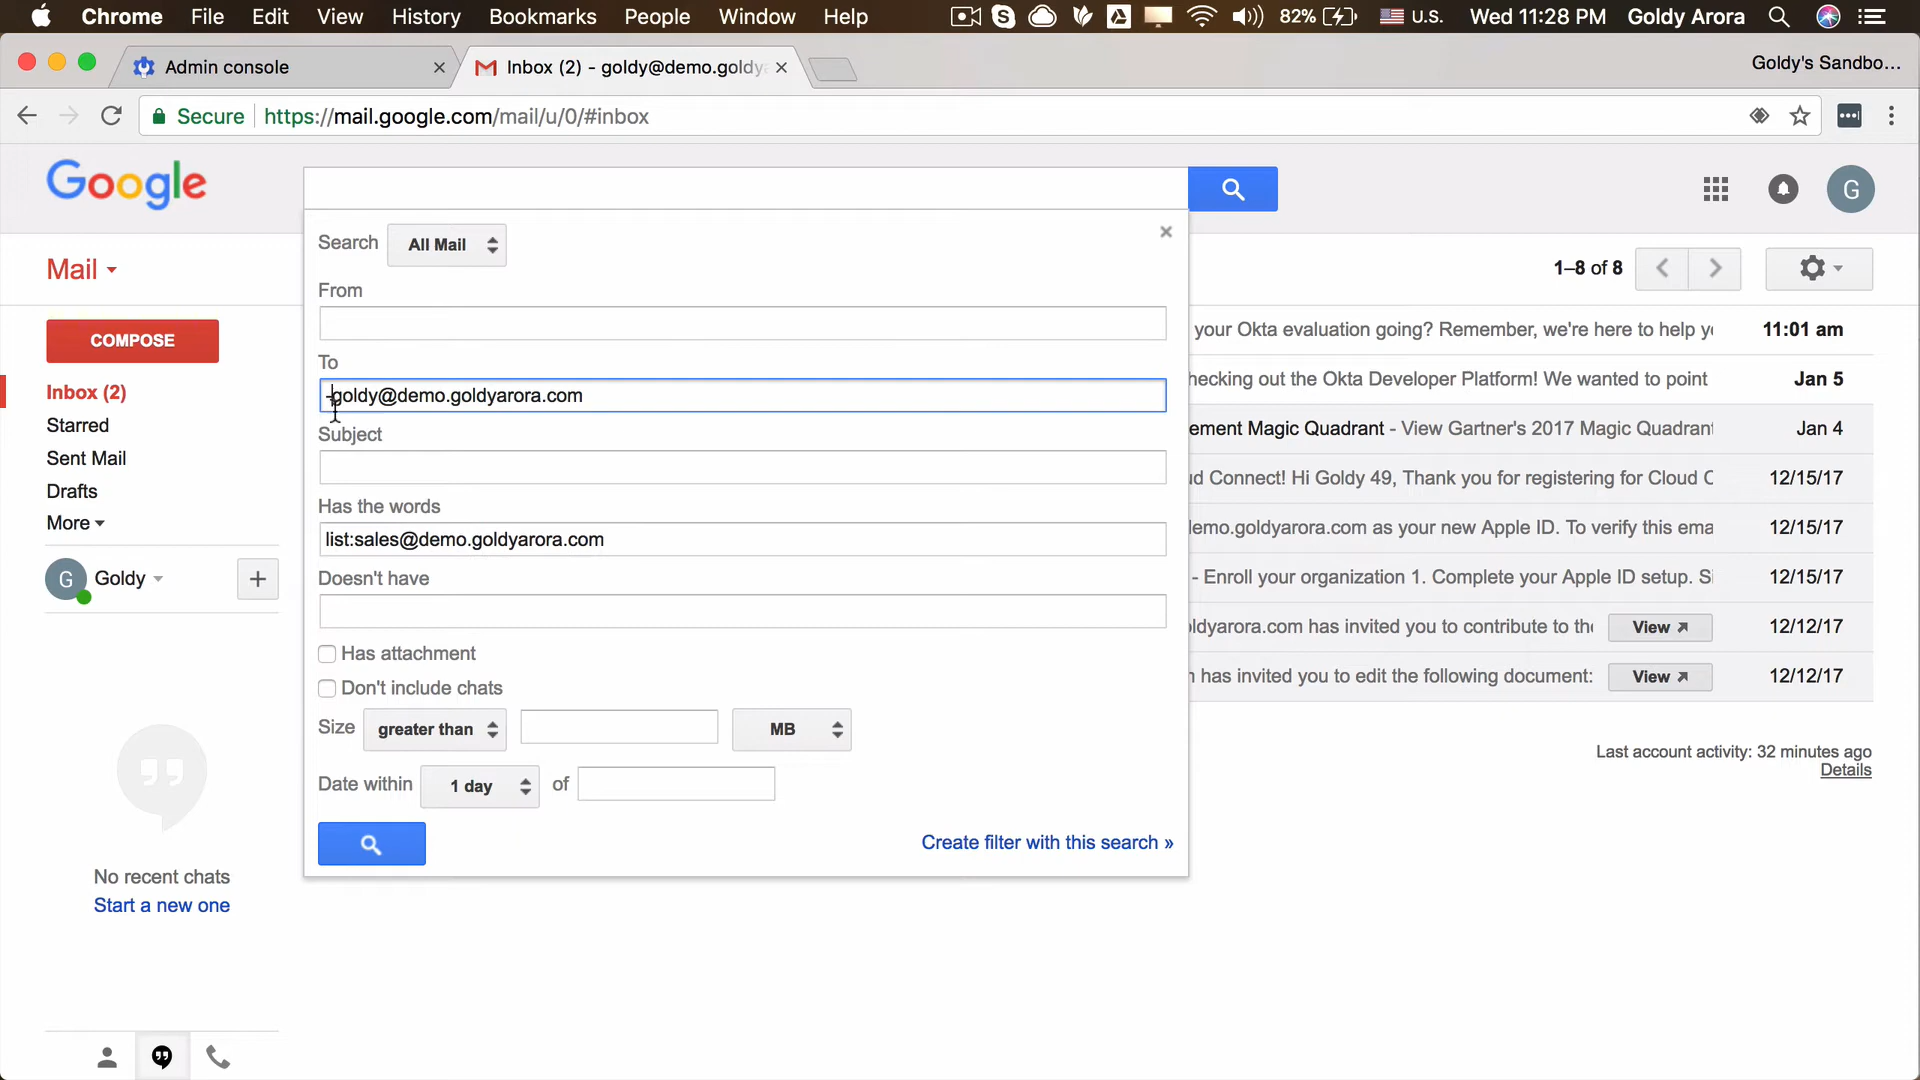 Chrome File Edit View History Bookmarks People Window Help 82% U.S. Wed 11:28 PM Goldy Arora
Admin console
Inbox (2) - goldy@demo.goldy
Goldy's Sandbo...
Secure https://mail.google.com/mail/u/0/#inbox
Google
G
Search All Mail
Mail
1–8 of 8
From
COMPOSE
your Okta evaluation going? Remember, we're here to help yo 11:01 am
To
-goldy@demo.goldyarora.com
hecking out the Okta Developer Platform! We wanted to point Jan 5
Inbox (2)
Starred
Subject
ement Magic Quadrant - View Gartner's 2017 Magic Quadrant Jan 4
Sent Mail
ud Connect! Hi Goldy 49, Thank you for registering for Cloud C 12/15/17
Drafts
Has the words
More
list:sales@demo.goldyarora.com
lemo.goldyarora.com as your new Apple ID. To verify this ema 12/15/17
G Goldy +
Doesn't have
- Enroll your organization 1. Complete your Apple ID setup. Si 12/15/17
ldyarora.com has invited you to contribute to the View 12/12/17
Has attachment
n has invited you to edit the following document: View 12/12/17
Don't include chats
Size greater than MB
Last account activity: 32 minutes ago
Details
Date within 1 day of
Create filter with this search »
No recent chats
Start a new one